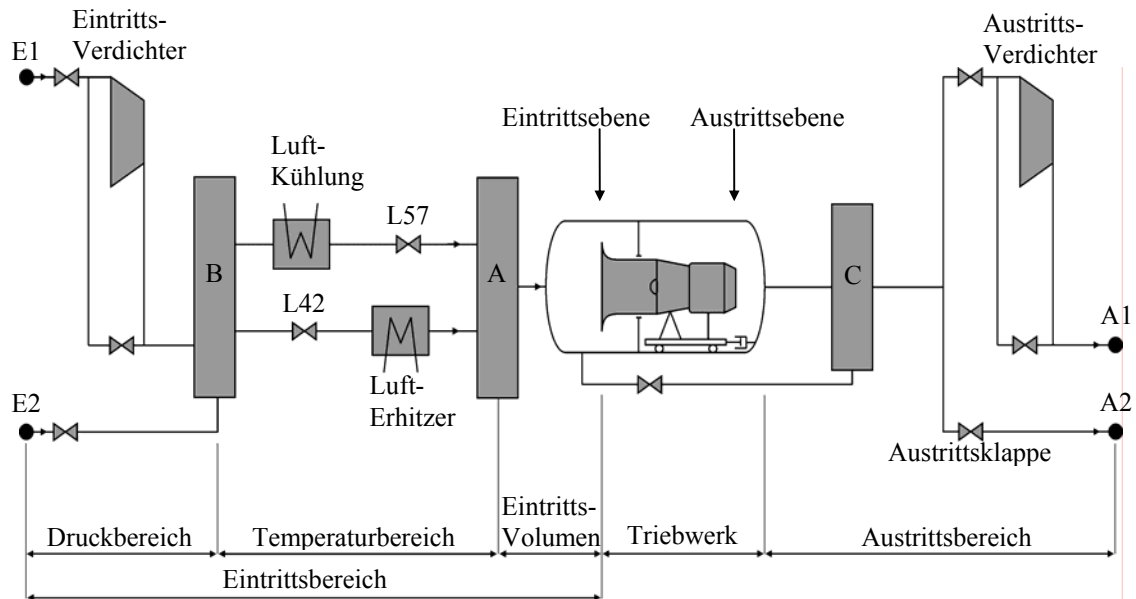 Eintritts-
Verdichter
E1
Austritts-
Verdichter
Eintrittsebene
Austrittsebene
Luft-
Kühlung
L57
B
A
C
L42
A1
Luft-
Erhitzer
E2
A2
Austrittsklappe
Eintritts-
Volumen
Druckbereich
Temperaturbereich
Triebwerk
Austrittsbereich
Eintrittsbereich